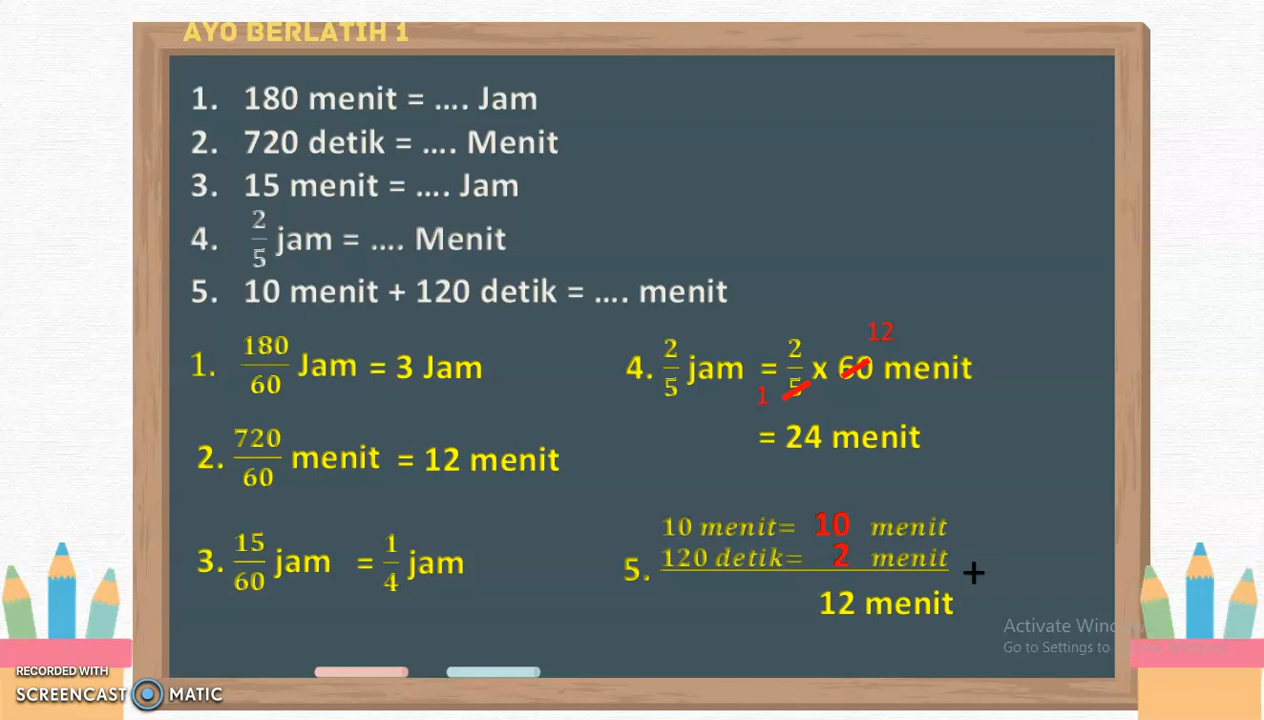 AYO BERLATIH 1
1. 180 menit = .... Jam
2. 720 detik = .... Menit
3. 15 menit = .... Jam
4. 2/5 jam = .... Menit
5. 10 menit + 120 detik = .... menit
1. 180/60 Jam = 3 Jam
2. 720/60 menit = 12 menit
3. 15/60 jam = 1/4 jam
12
4. 2/5 jam = 2/5 x 60 menit
1
= 24 menit
10 menit= 10 menit
5. 120 detik= 2 menit +
12 menit
Activate Windows
Go to Settings to
RECORDED WITH
SCREENCAST MATIC